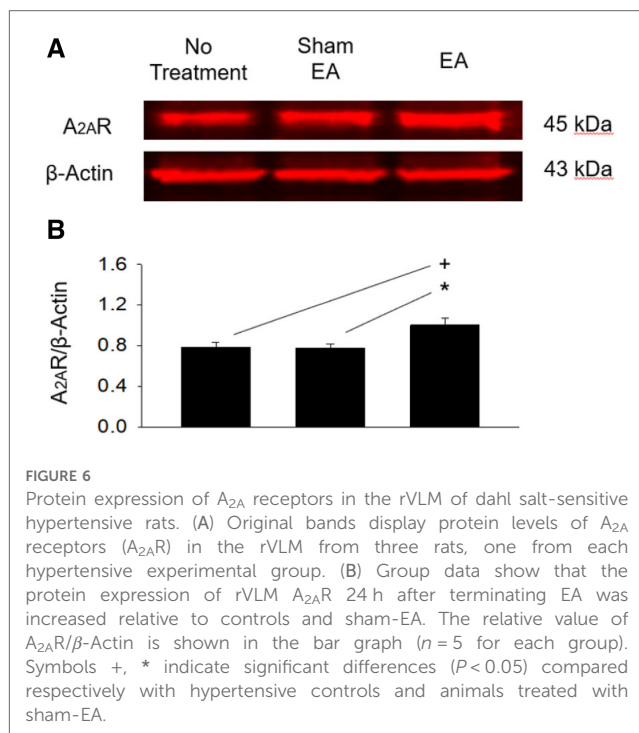 A
No Treatment
Sham EA
EA
A2AR
45 kDa
β-Actin
43 kDa
B
A2AR/β-Actin
1.6
1.2
0.8
0.4
0.0
+
*
FIGURE 6
Protein expression of A2A receptors in the rVLM of dahl salt-sensitive
hypertensive rats. (A) Original bands display protein levels of A2A
receptors (A2AR) in the rVLM from three rats, one from each
hypertensive experimental group. (B) Group data show that the
protein expression of rVLM A2AR 24 h after terminating EA was
increased relative to controls and sham-EA. The relative value of
A2AR/β-Actin is shown in the bar graph (n = 5 for each group).
Symbols +, * indicate significant differences (P < 0.05) compared
respectively with hypertensive controls and animals treated with
sham-EA.